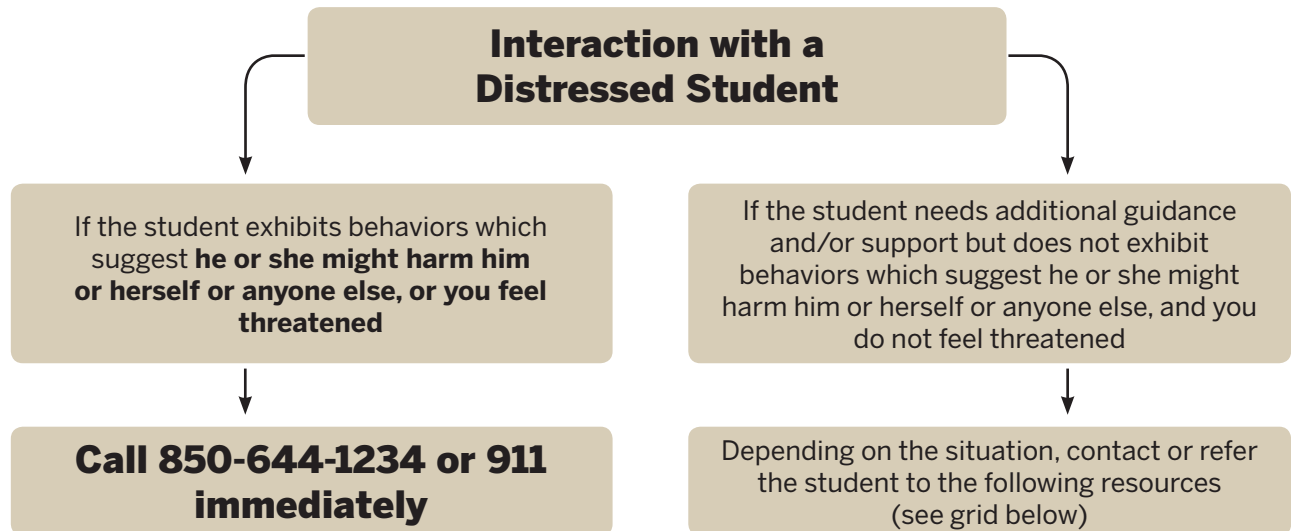 Interaction with a
Distressed Student
If the student exhibits behaviors which
suggest he or she might harm him
or herself or anyone else, or you feel
threatened
Call 850-644-1234 or 911
immediately
If the student needs additional guidance
and/or support but does not exhibit
behaviors which suggest he or she might
harm him or herself or anyone else, and you
do not feel threatened
Depending on the situation, contact or refer
the student to the following resources
(see grid below)